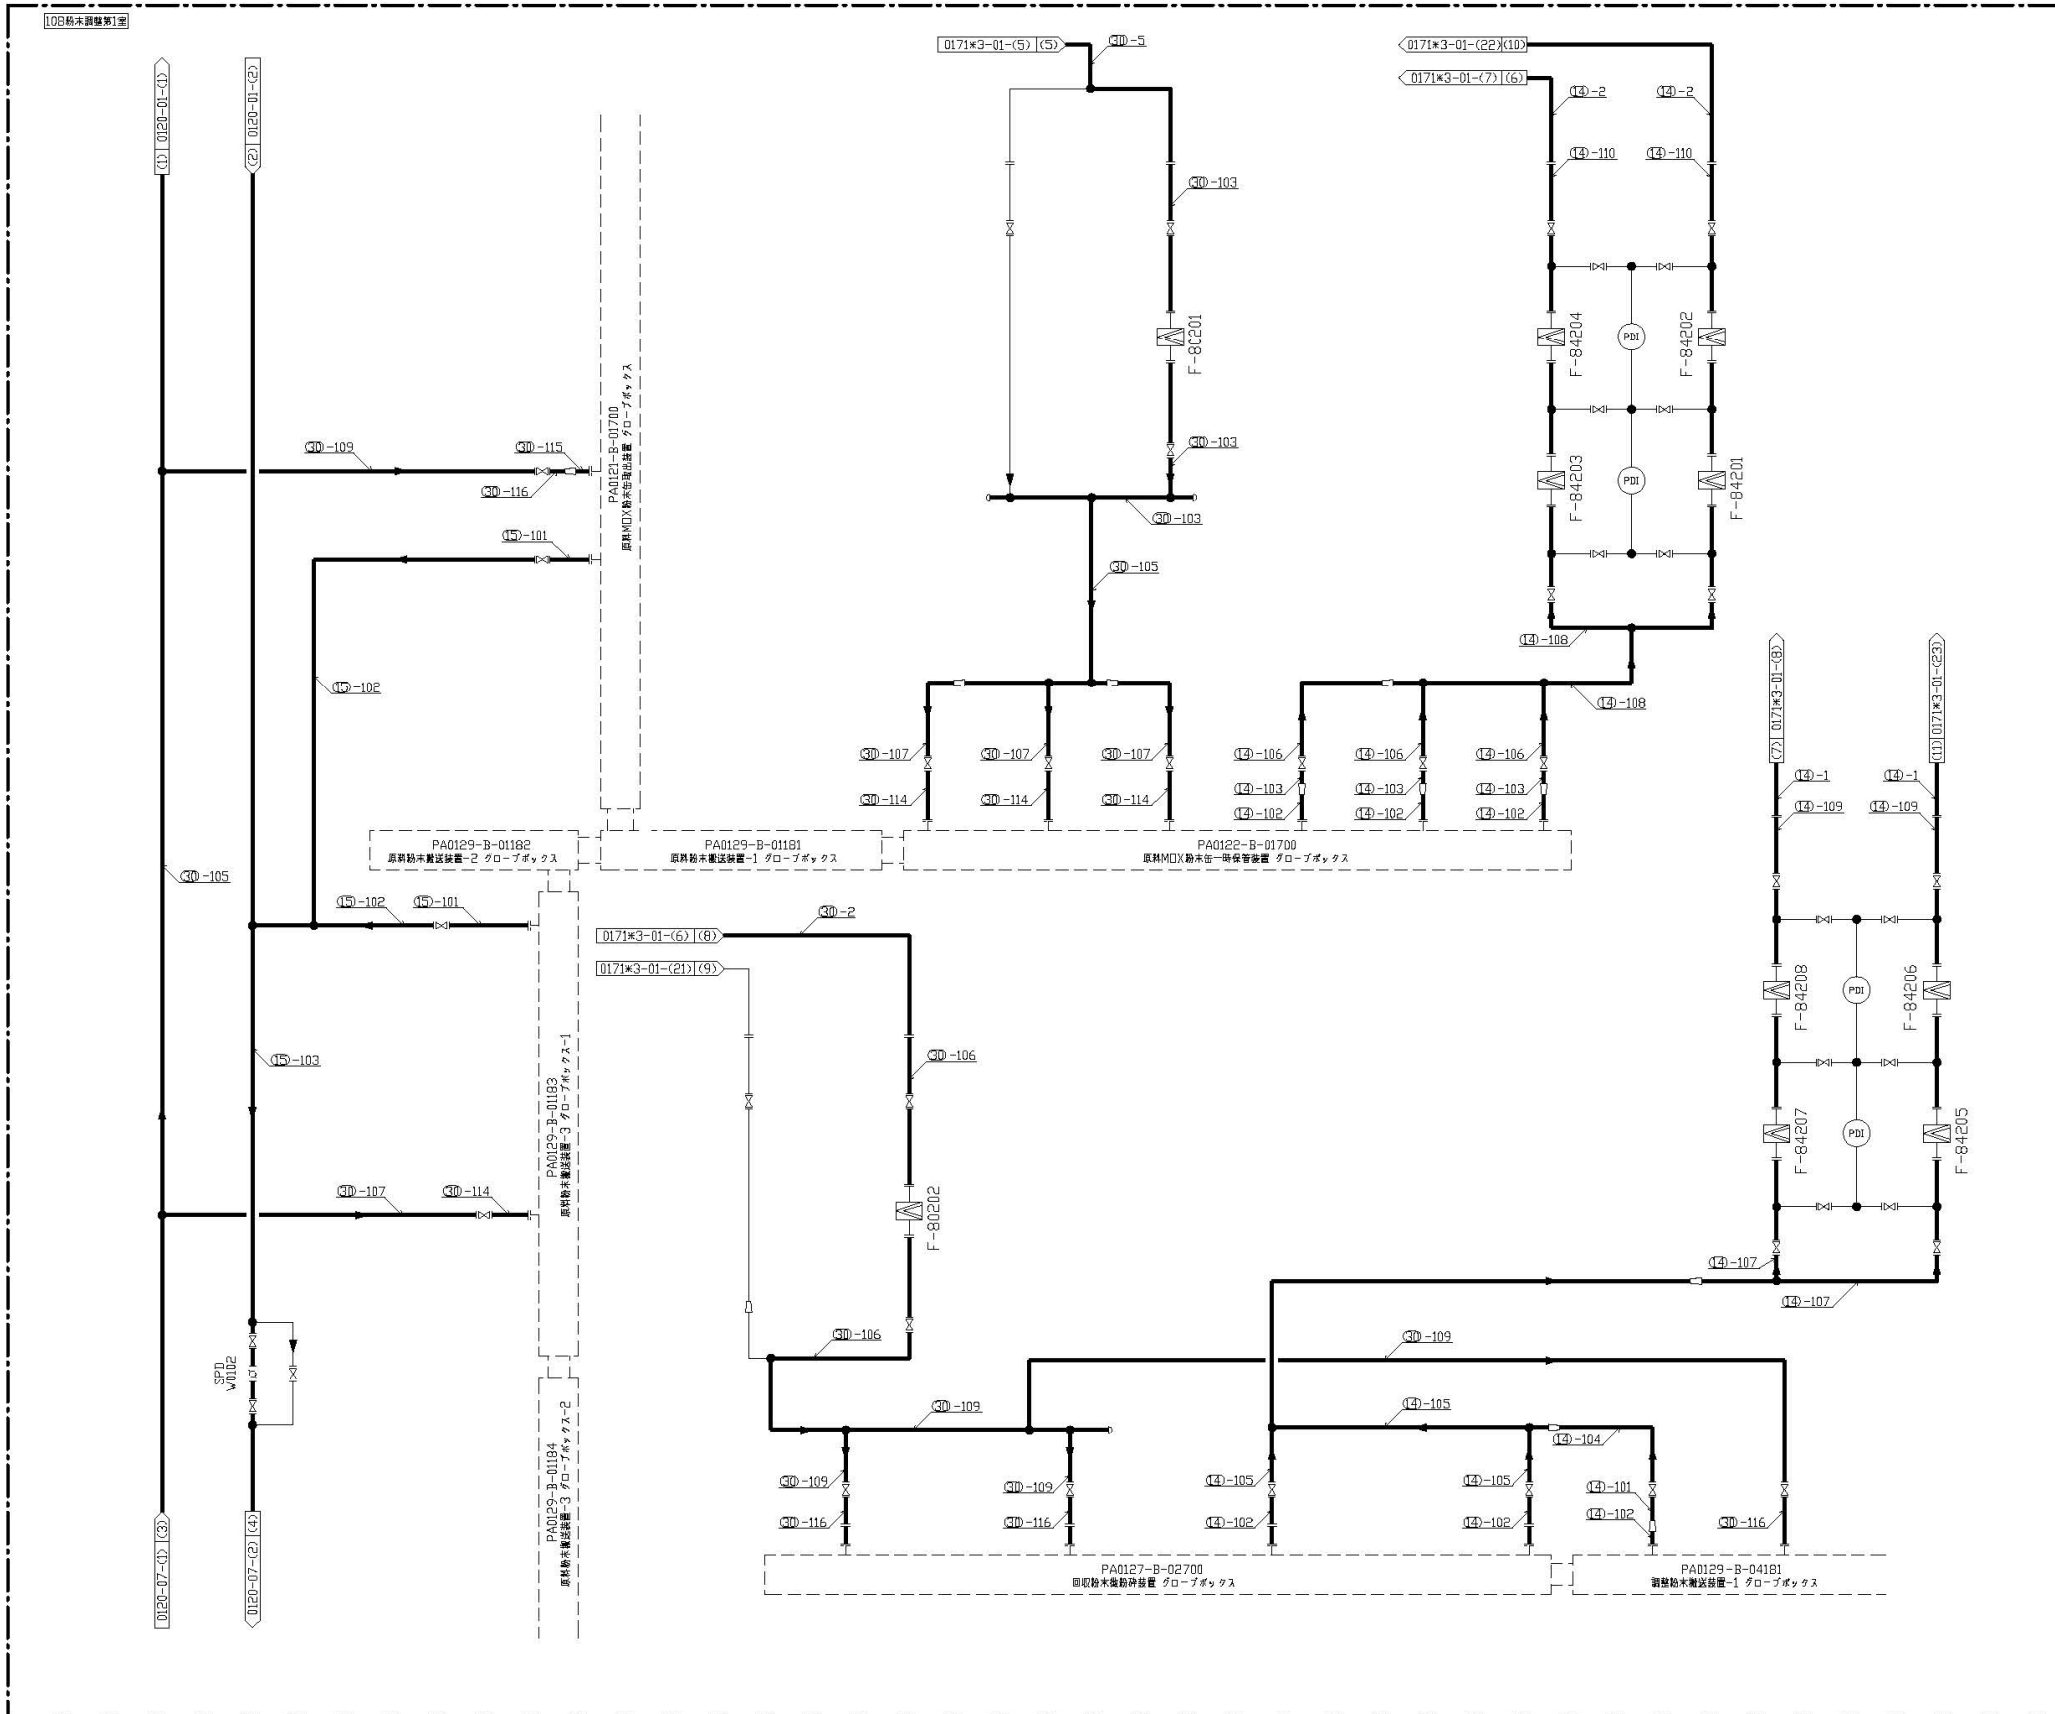 108粉末調整第1室
(1) 0120-01-(1)
(2) 0120-01-(2)
0171*3-01-(5) (5)
㉚-5
0171*3-01-(22) (10)
0171*3-01-(7) (6)
⑭-2
⑭-2
⑭-110
⑭-110
㉚-103
F-84204
PDI
F-84202
F-80201
㉚-109
㉚-115
㉚-116
PA0121-B-01700
原料MOX粉末缶取出装置 グローブボックス
㉚-103
F-84203
PDI
F-84201
㉚-103
⑮-101
㉚-105
⑭-108
⑮-102
⑭-108
(7) 0171*3-01-(8)
(11) 0171*3-01-(23)
㉚-107
㉚-107
㉚-107
⑭-106
⑭-106
⑭-106
㉚-114
㉚-114
㉚-114
⑭-103
⑭-103
⑭-103
⑭-102
⑭-102
⑭-102
⑭-1
⑭-1
⑭-109
⑭-109
PA0129-B-01182
原料粉末搬送装置-2 グローブボックス
PA0129-B-01181
原料粉末搬送装置-1 グローブボックス
PA0122-B-01700
原料MOX粉末缶一時保管装置 グローブボックス
㉚-105
⑮-102
⑮-101
㉚-2
0171*3-01-(6) (8)
0171*3-01-(21) (9)
F-84208
PDI
F-84206
⑮-103
㉚-106
PA0129-B-01183
原料粉末搬送装置-3 グローブボックス-1
F-84207
PDI
F-84205
㉚-107
㉚-114
F-80202
⑭-107
⑭-107
㉚-106
㉚-109
SPD
W0102
㉚-109
⑭-105
⑭-104
PA0129-B-01184
原料粉末搬送装置-3 グローブボックス-2
㉚-109
㉚-109
⑭-105
⑭-105
⑭-101
㉚-116
㉚-116
⑭-102
⑭-102
⑭-102
㉚-116
0120-07-(1) (3)
0120-07-(2) (4)
PA0127-B-02700
回収粉末微粉砕装置 グローブボックス
PA0129-B-04181
調整粉末搬送装置-1 グローブボックス